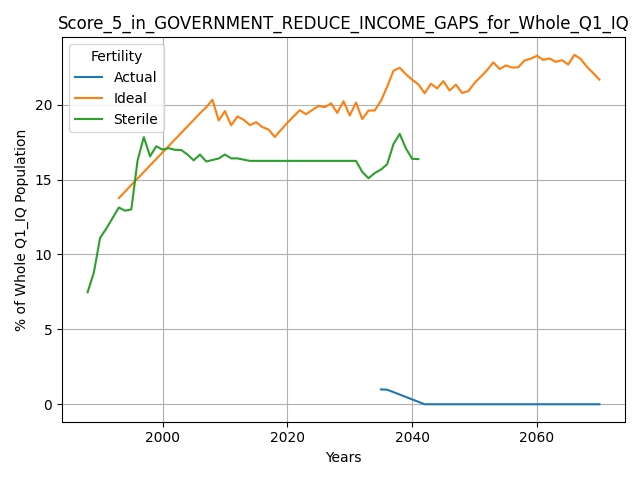 Score_5_in_GOVERNMENT_REDUCE_INCOME_GAPS_for_Whole_Q1_IQ
Fertility
Actual
Ideal
Sterile
% of Whole Q1_IQ Population
20
15
10
5
0
2000
2020
2040
2060
Years